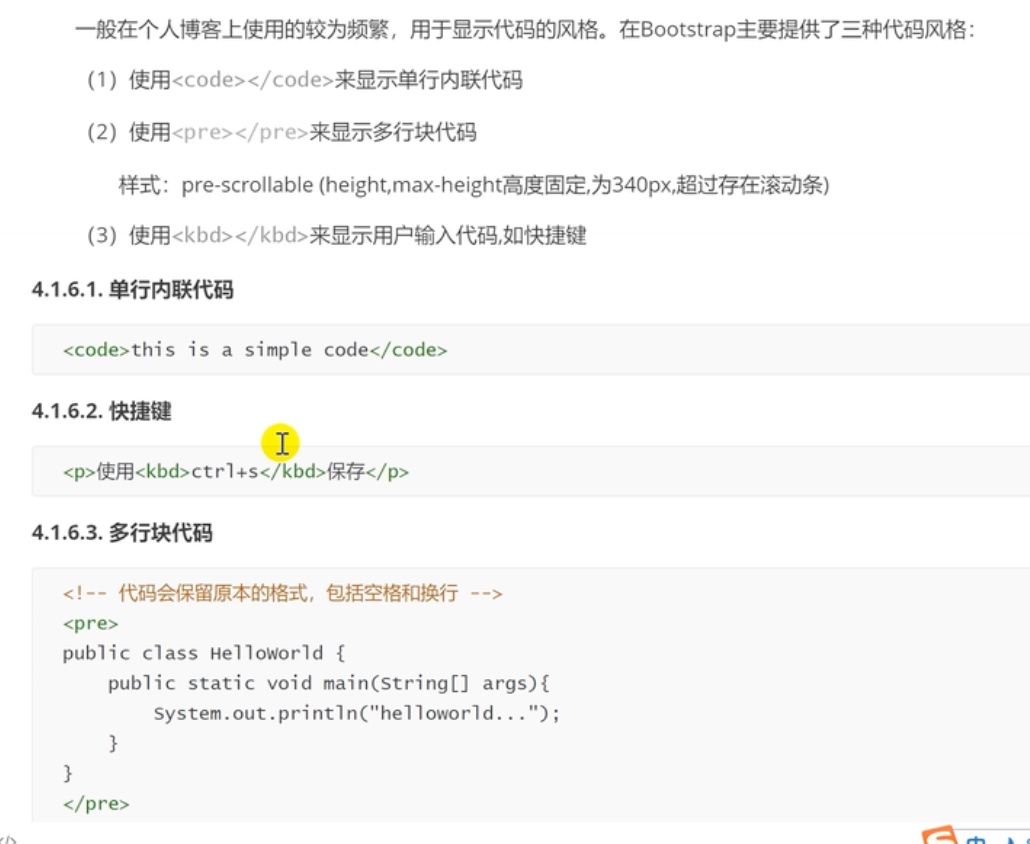 一般在个人博客上使用的较为频繁，用于显示代码的风格。在Bootstrap主要提供了三种代码风格：
（1）使用<code></code>来显示单行内联代码
（2）使用<pre></pre>来显示多行块代码
样式：pre-scrollable (height,max-height高度固定,为340px,超过存在滚动条)
（3）使用<kbd></kbd>来显示用户输入代码,如快捷键
4.1.6.1. 单行内联代码
<code>this is a simple code</code>
4.1.6.2. 快捷键
<p>使用<kbd>ctrl+s</kbd>保存</p>
4.1.6.3. 多行块代码
<!-- 代码会保留原本的格式，包括空格和换行 -->
<pre>
public class HelloWorld {
    public static void main(String[] args){
        System.out.println("helloworld...");
    }
}
</pre>